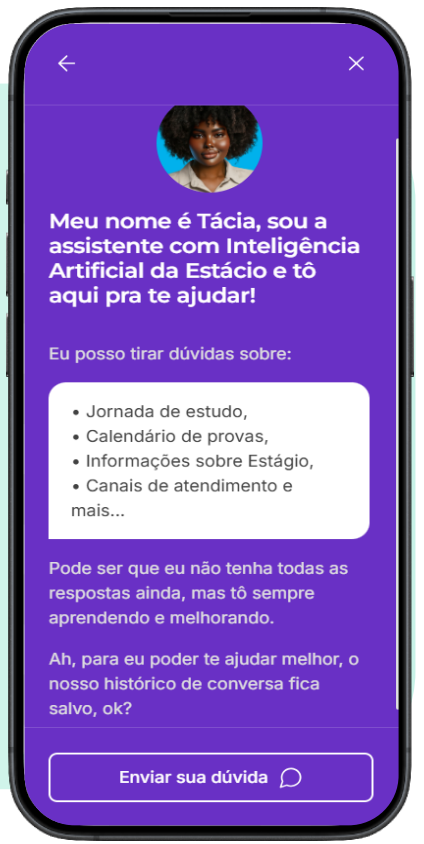 Meu nome é Tácia, sou a
assistente com Inteligência
Artificial da Estácio e tô
aqui pra te ajudar!
Eu posso tirar dúvidas sobre:
• Jornada de estudo,
• Calendário de provas,
• Informações sobre Estágio,
• Canais de atendimento e
mais...
Pode ser que eu não tenha todas as
respostas ainda, mas tô sempre
aprendendo e melhorando.
Ah, para eu poder te ajudar melhor, o
nosso histórico de conversa fica
salvo, ok?
Enviar sua dúvida